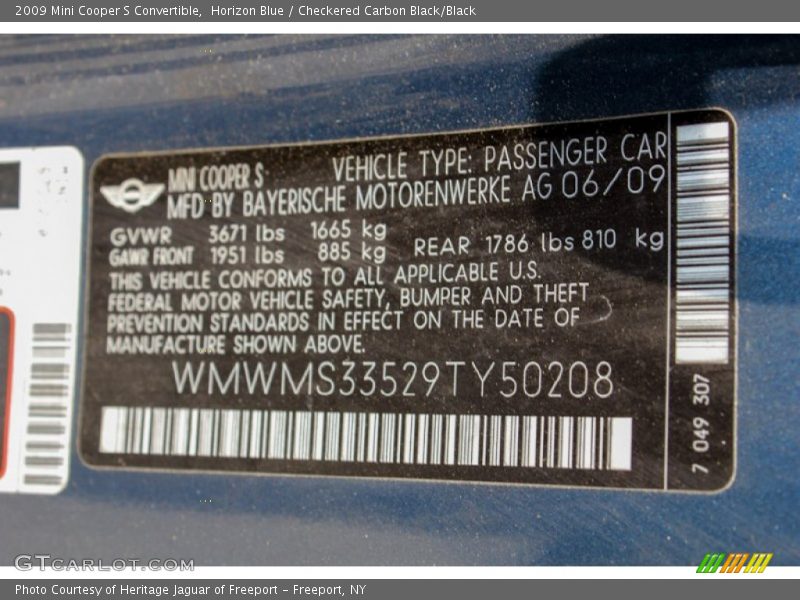 2009 Mini Cooper S Convertible, Horizon Blue / Checkered Carbon Black/Black
MINI COOPER S VEHICLE TYPE: PASSENGER CAR
MFD BY BAYERISCHE MOTORENWERKE AG 06/09
GVWR 3671 lbs 1665 kg
GAWR FRONT 1951 lbs 885 kg REAR 1786 lbs 810 kg
THIS VEHICLE CONFORMS TO ALL APPLICABLE U.S.
FEDERAL MOTOR VEHICLE SAFETY, BUMPER AND THEFT
PREVENTION STANDARDS IN EFFECT ON THE DATE OF
MANUFACTURE SHOWN ABOVE.
WMWMS33529TY50208
7 049 307
GTCARLOT.COM
Photo Courtesy of Heritage Jaguar of Freeport - Freeport, NY